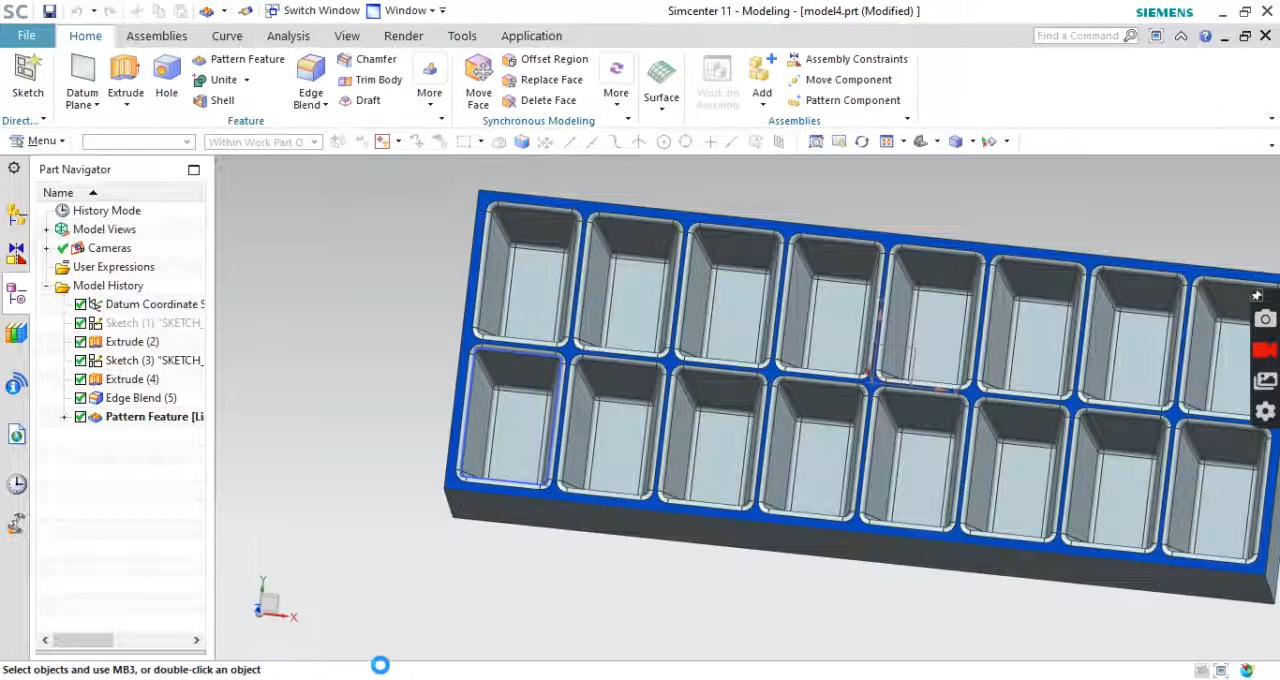 SC Switch Window Window Simcenter 11 - Modeling - [model4.prt (Modified) ] SIEMENS
File Home Assemblies Curve Analysis View Render Tools Application Find a Command
Sketch
Datum Plane
Extrude
Hole
Pattern Feature
Unite
Shell
Edge Blend
Chamfer
Trim Body
Draft
More
Move Face
Offset Region
Replace Face
Delete Face
More
Surface
Work on Assembly
Add
Assembly Constraints
Move Component
Pattern Component
Direct... Feature Synchronous Modeling Assemblies
Menu Within Work Part O
Part Navigator
Name
History Mode
Model Views
Cameras
User Expressions
Model History
Datum Coordinate S
Sketch (1) "SKETCH_
Extrude (2)
Sketch (3) "SKETCH_
Extrude (4)
Edge Blend (5)
Pattern Feature [Li
Y
X
Select objects and use MB3, or double-click an object